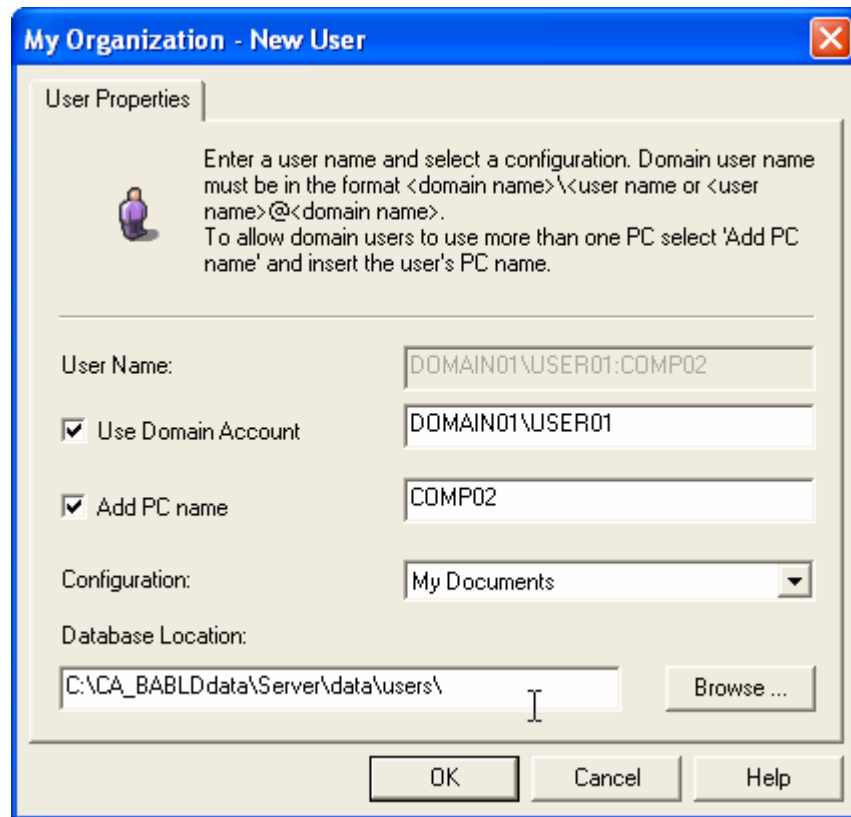 My Organization - New User
User Properties
Enter a user name and select a configuration. Domain user name
must be in the format <domain name>\<user name or <user
name>@<domain name>.
To allow domain users to use more than one PC select 'Add PC
name' and insert the user's PC name.
User Name:
DOMAIN01\USER01:COMP02
Use Domain Account
DOMAIN01\USER01
Add PC name
COMP02
Configuration:
My Documents
Database Location:
C:\CA_BABLDdata\Server\data\users\
Browse ...
OK
Cancel
Help